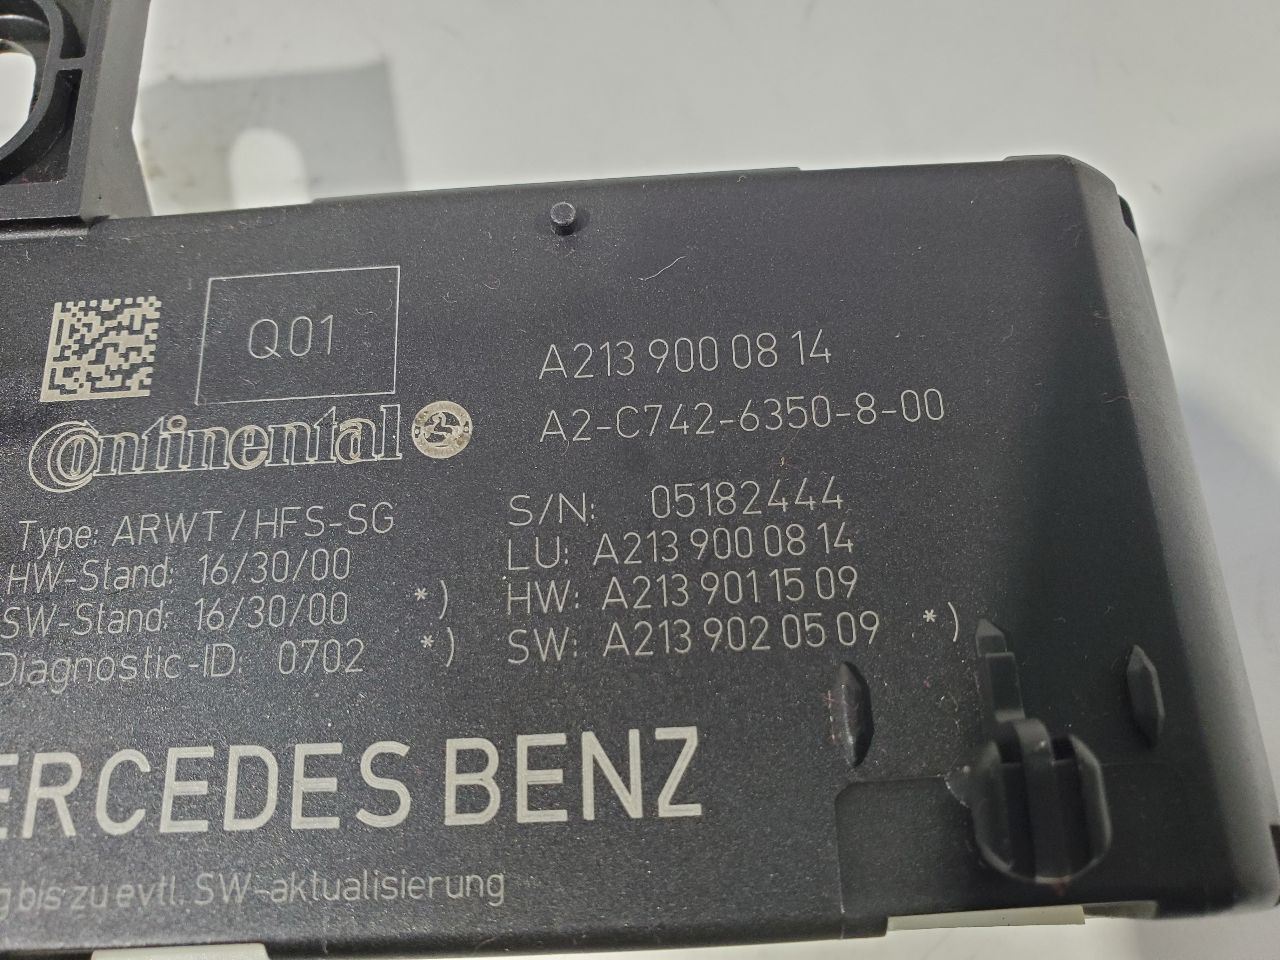 Q01
A213 900 08 14
Continental
A2-C742-6350-8-00
Type: ARWT/HFS-SG
S/N: 05182444
HW-Stand: 16/30/00
LU: A213 900 08 14
SW-Stand: 16/30/00 *)
HW: A213 901 15 09
Diagnostic-ID: 0702 *)
SW: A213 902 05 09 *)
ERCEDES BENZ
g bis zu evtl. SW-aktualisierung